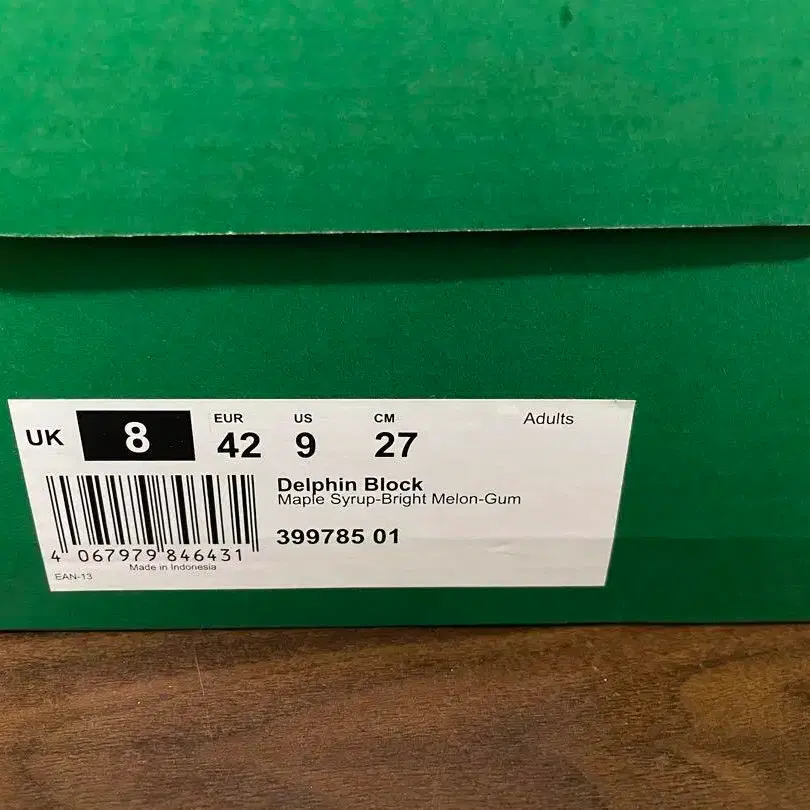 Adults
UK 8 EUR 42 US 9 CM 27
Delphin Block
Maple Syrup-Bright Melon-Gum
399785 01
4 067979 846431
Made in Indonesia
EAN-13